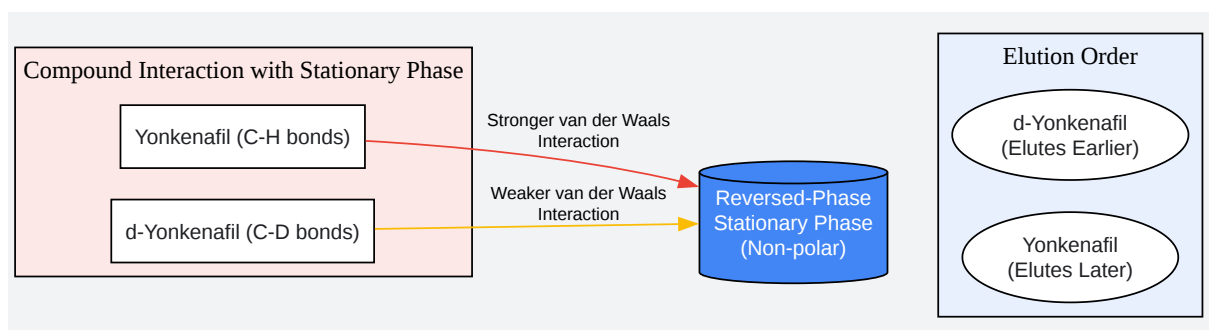 Compound Interaction with Stationary Phase
Yonkenafil (C-H bonds)
d-Yonkenafil (C-D bonds)
Stronger van der Waals
Interaction
Weaker van der Waals
Interaction
Reversed-Phase
Stationary Phase
(Non-polar)
Elution Order
d-Yonkenafil
(Elutes Earlier)
Yonkenafil
(Elutes Later)